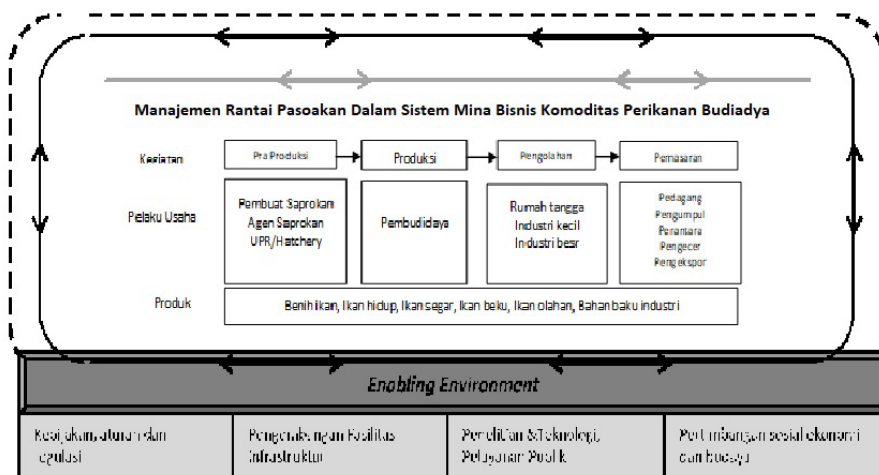 Manajemen Rantai Pasoakan Dalam Sistem Mina Bisnis Komoditas Perikanan Budiadya
Kegiatan
Pra Produksi
Produksi
Pengolahan
Pemasaran
Pelaku Usaha
Pembuat Saprokan
Agen Saprokan
UPR/Hatchery
Pembudidaya
Rumah tangga
Industri kecil
Industri besr
Pedagang
Pengumpul
Perantara
Pengecer
Pengekspor
Produk
Benih ikan, Ikan hidup, Ikan segar, Ikan beku, Ikan olahan, Bahan baku industri
Enabling Environment
Kebijakan, aturan dan
regulasi
Pengembangan Fasilitas
Infrastruktur
Penelitian & Teknologi,
Pelayanan Publik
Pertimbangan sosial ekonomi
dan budaya